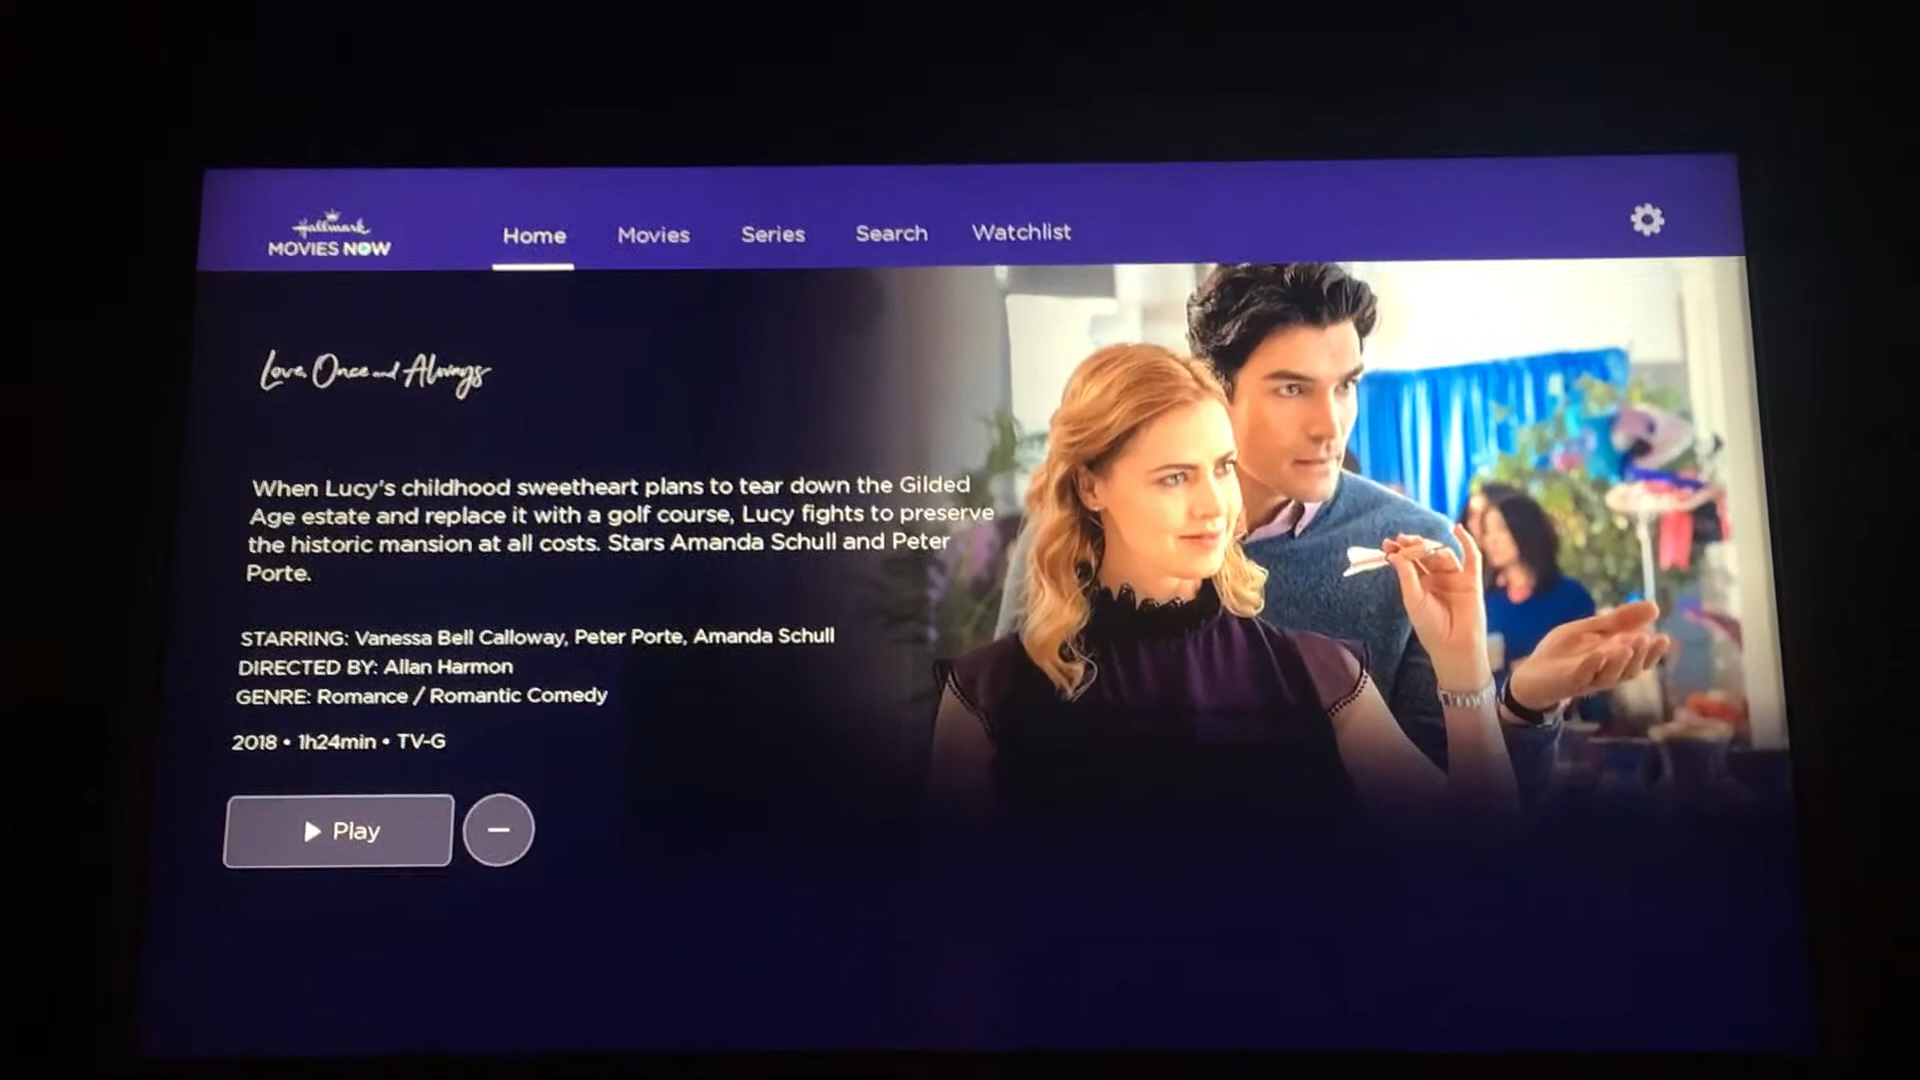 Hallmark
MOVIES NOW
Home
Movies
Series
Search
Watchlist
Love, Once and Always
When Lucy's childhood sweetheart plans to tear down the Gilded
Age estate and replace it with a golf course, Lucy fights to preserve
the historic mansion at all costs. Stars Amanda Schull and Peter
Porte.
STARRING: Vanessa Bell Calloway, Peter Porte, Amanda Schull
DIRECTED BY: Allan Harmon
GENRE: Romance / Romantic Comedy
2018 • 1h24min • TV-G
Play